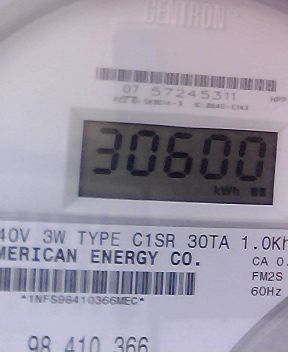 CENTRON
07 57245311
30600
kWh
40V 3W TYPE C1SR 30TA 1.0Kh
MERICAN ENERGY CO.
CA 0.
FM2S
60Hz
*1NFS98410366MEC*
98 410 366